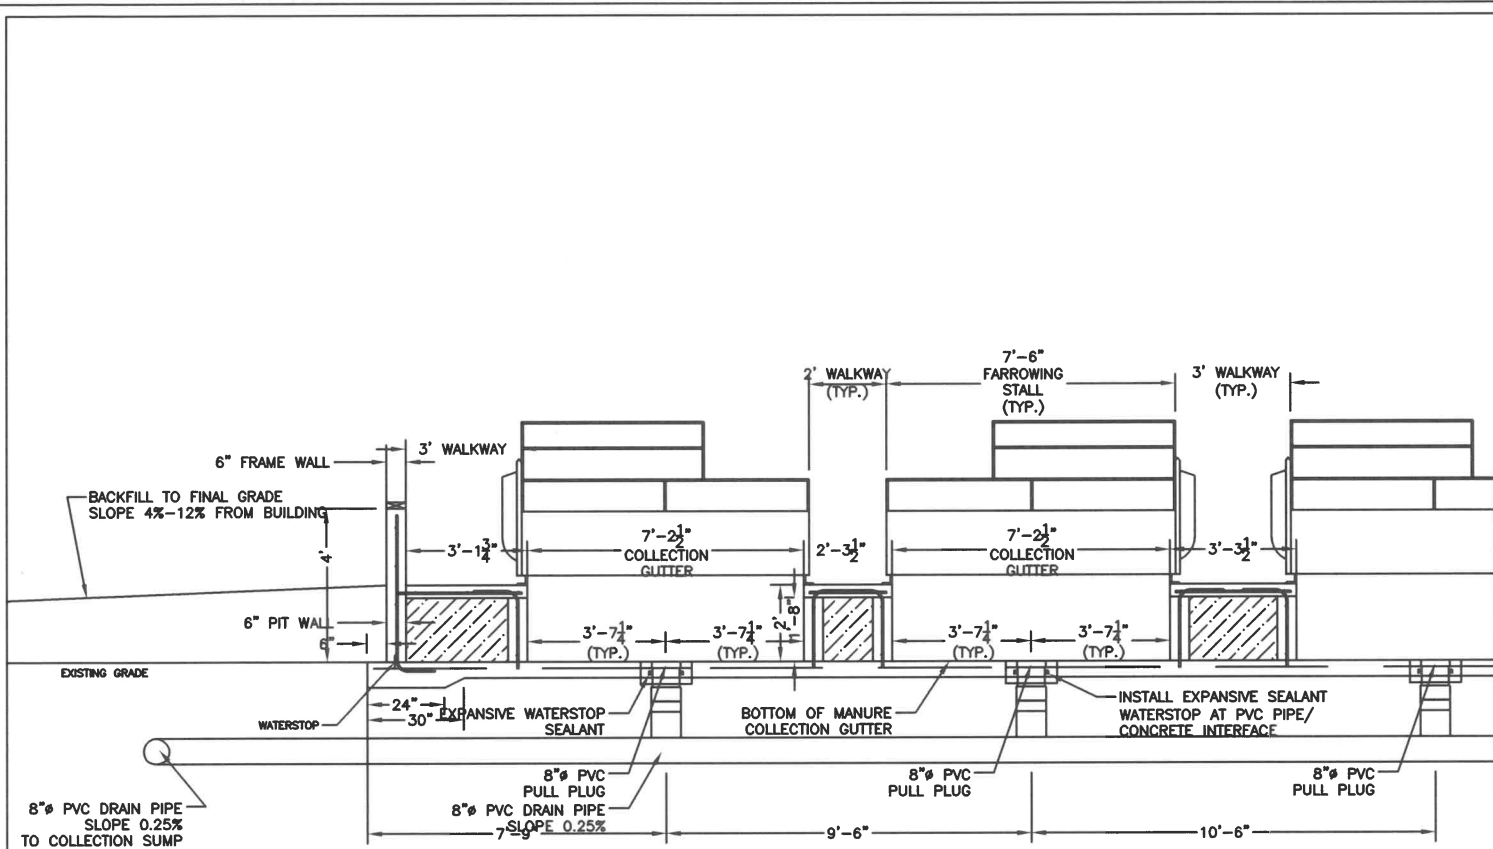 7'-6"
FARROWING
STALL
(TYP.)
2' WALKWAY
(TYP.)
3' WALKWAY
(TYP.)
3' WALKWAY
6" FRAME WALL
BACKFILL TO FINAL GRADE
SLOPE 4%-12% FROM BUILDING
4'
3'-1 3/4"
7'-2 1/2"
COLLECTION
GUTTER
2'-3 1/2"
7'-2 1/2"
COLLECTION
GUTTER
3'-3 1/2"
6" PIT WALL
6"
3'-7 1/4"
(TYP.)
3'-7 1/4"
(TYP.)
2'
1'-8"
3'-7 1/4"
(TYP.)
3'-7 1/4"
(TYP.)
EXISTING GRADE
24"
30"
WATERSTOP
EXPANSIVE WATERSTOP
SEALANT
BOTTOM OF MANURE
COLLECTION GUTTER
INSTALL EXPANSIVE SEALANT
WATERSTOP AT PVC PIPE/
CONCRETE INTERFACE
8"ø PVC
PULL PLUG
8"ø PVC
PULL PLUG
8"ø PVC
PULL PLUG
8"ø PVC DRAIN PIPE
SLOPE 0.25%
TO COLLECTION SUMP
8"ø PVC DRAIN PIPE
SLOPE 0.25%
7'-9"
9'-6"
10'-6"